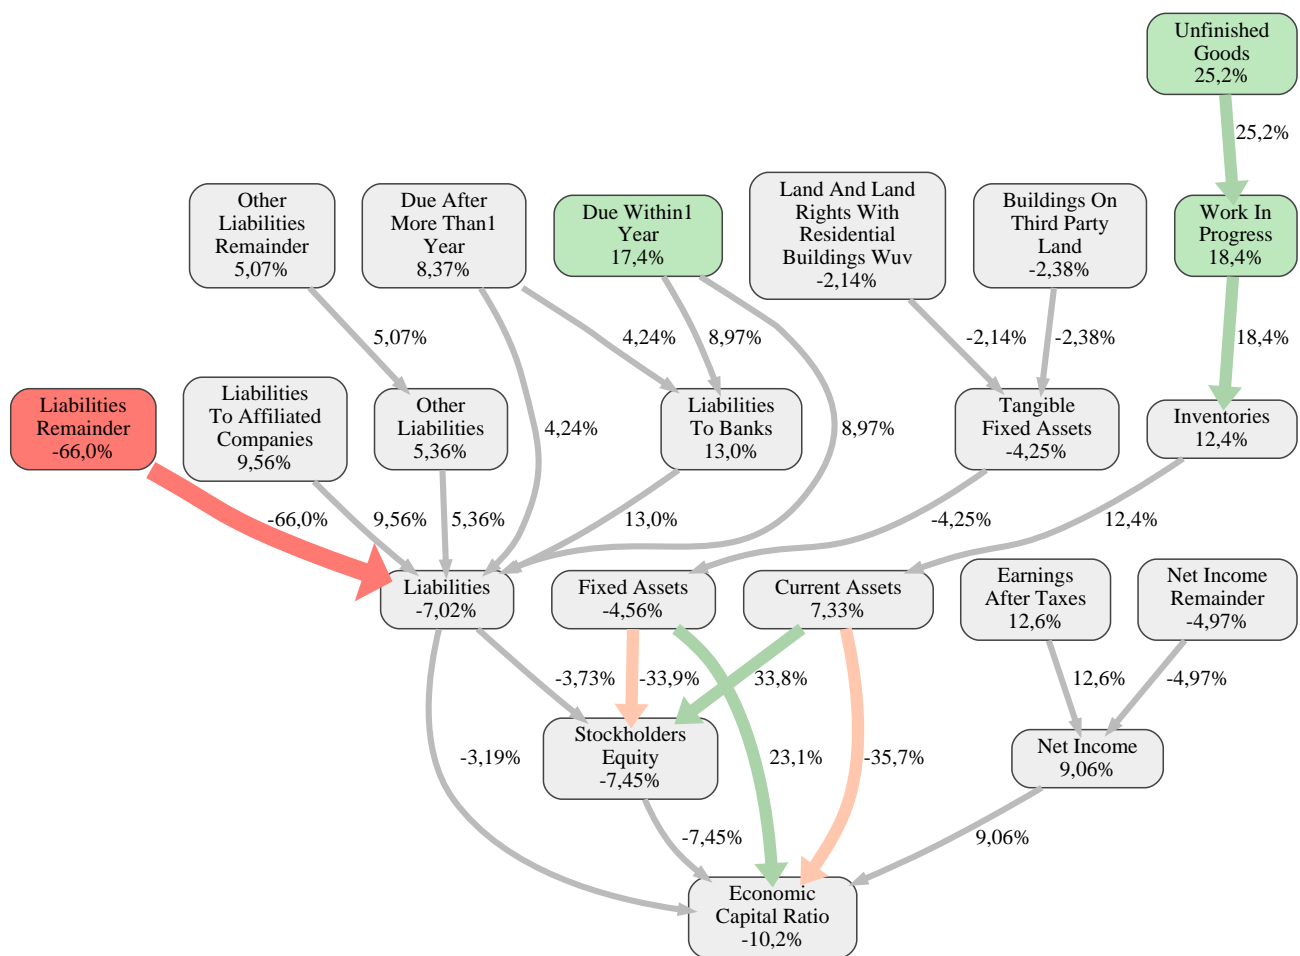 Unfinished
Goods
25,2%
25,2%
Other
Liabilities
Remainder
5,07%
Due After
More Than1
Year
8,37%
Due Within1
Year
17,4%
Land And Land
Rights With
Residential
Buildings Wuv
-2,14%
Buildings On
Third Party
Land
-2,38%
Work In
Progress
18,4%
5,07%
4,24%
8,97%
-2,14%
-2,38%
18,4%
Liabilities
Remainder
-66,0%
Liabilities
To Affiliated
Companies
9,56%
Other
Liabilities
5,36%
4,24%
Liabilities
To Banks
13,0%
8,97%
Tangible
Fixed Assets
-4,25%
Inventories
12,4%
-66,0%
9,56%
5,36%
13,0%
-4,25%
12,4%
Liabilities
-7,02%
Fixed Assets
-4,56%
Current Assets
7,33%
Earnings
After Taxes
12,6%
Net Income
Remainder
-4,97%
-3,73%
-33,9%
33,8%
12,6%
-4,97%
-3,19%
Stockholders
Equity
-7,45%
23,1%
-35,7%
Net Income
9,06%
-7,45%
9,06%
Economic
Capital Ratio
-10,2%